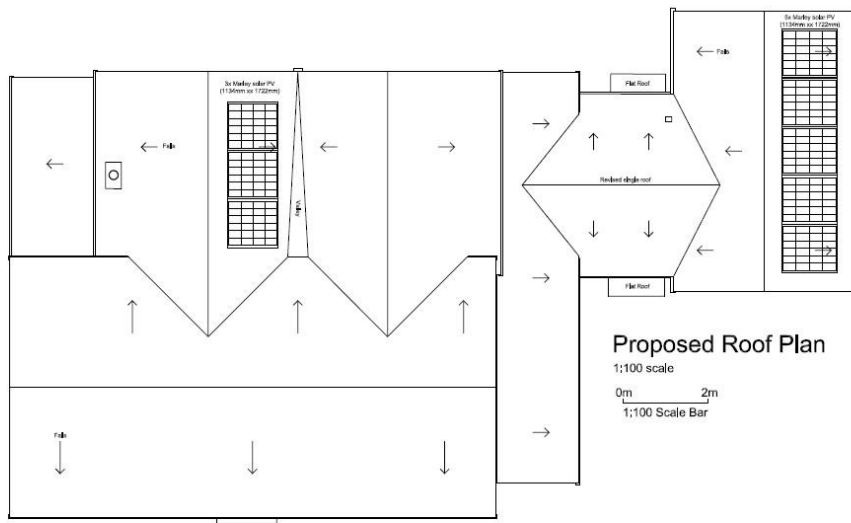 5x Marley solar PV
(1134mm xx 1722mm)
Falls
3x Marley solar PV
(1134mm xx 1722mm)
Flat Roof
Falls
Revised single roof
Valley
Flat Roof
Proposed Roof Plan
1:100 scale
0m 2m
1:100 Scale Bar
Falls